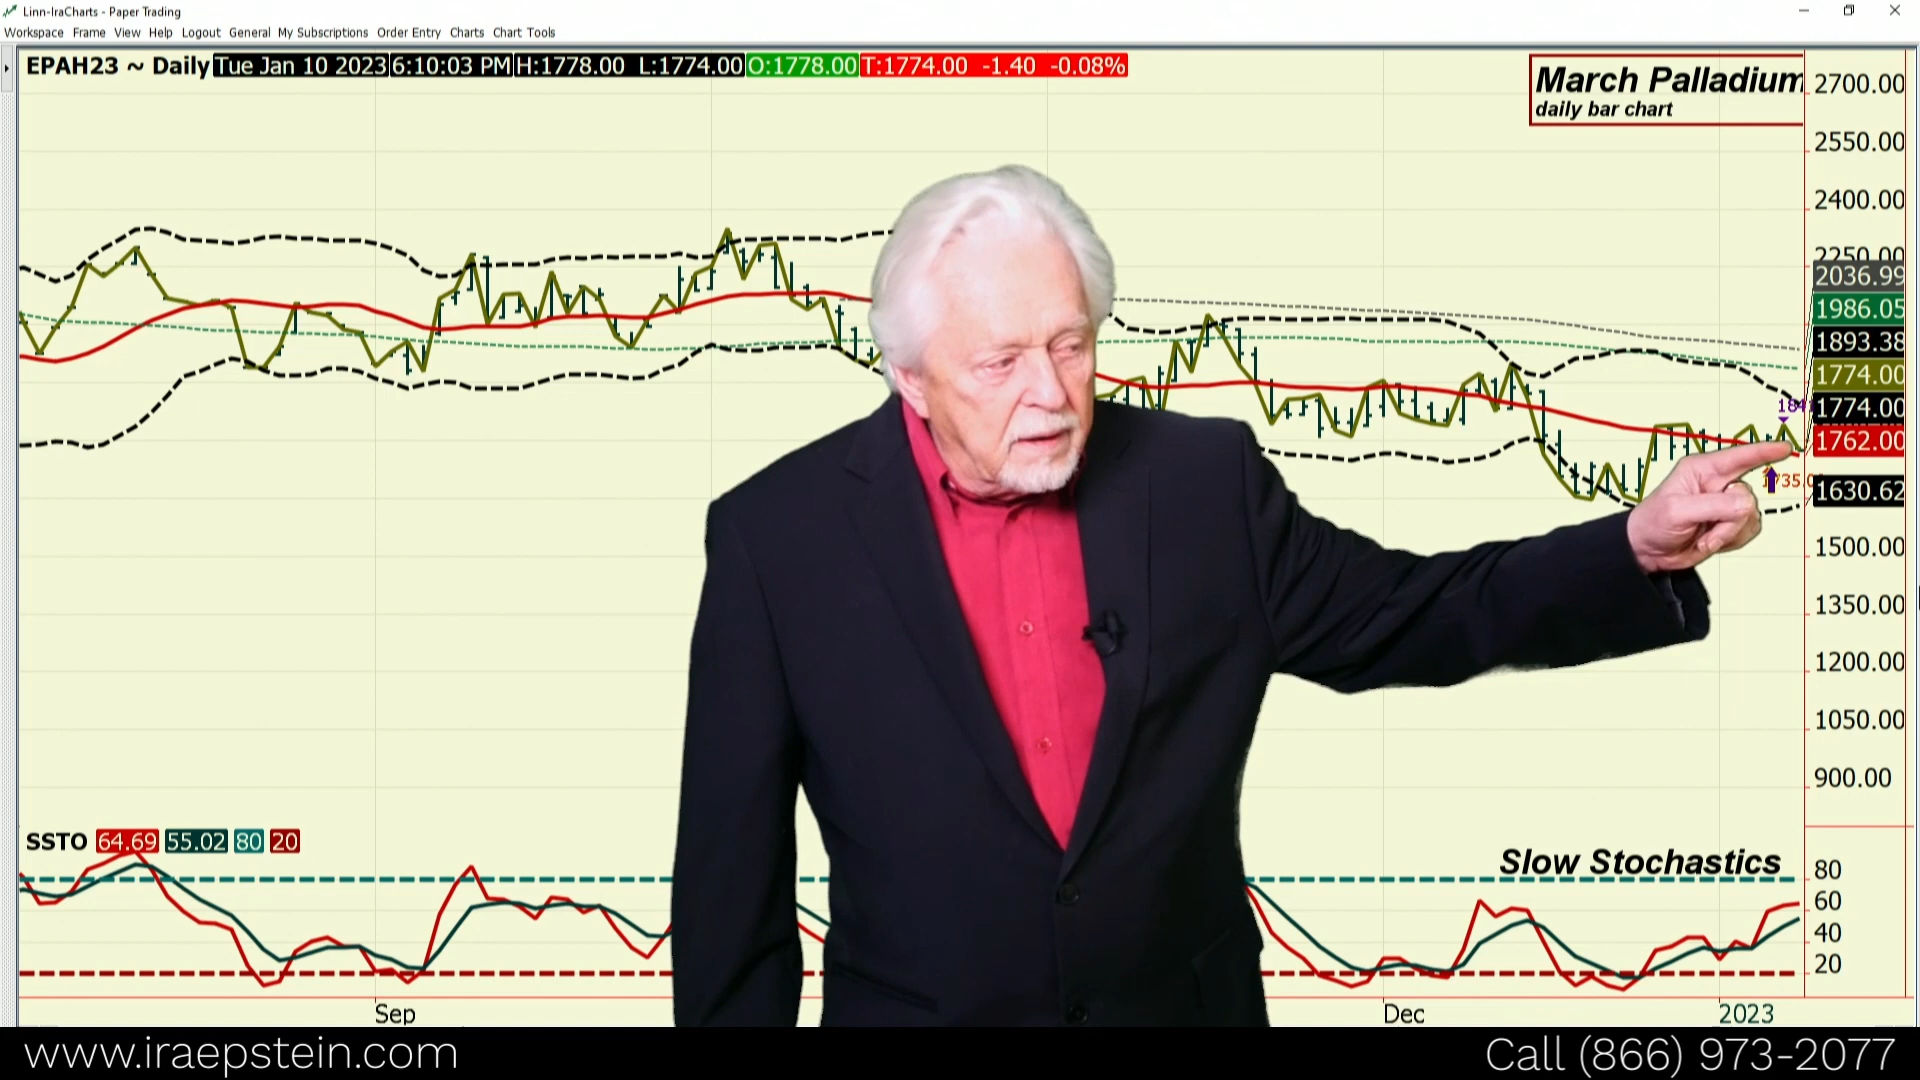 Linn-IraCharts - Paper Trading
Workspace Frame View Help Logout General My Subscriptions Order Entry Charts Chart Tools
EPAH23 ~ Daily Tue Jan 10 2023 6:10:03 PM H:1778.00 L:1774.00 O:1778.00 T:1774.00 -1.40 -0.08%
March Palladium
daily bar chart
2700.00
2550.00
2400.00
2250.00
2036.99
1986.05
1893.38
1774.00
1774.00
1762.00
1630.62
1500.00
1350.00
1200.00
1050.00
900.00
SSTO 64.69 55.02 80 20
Slow Stochastics
80
60
40
20
Sep Dec 2023
www.iraepstein.com Call (866) 973-2077